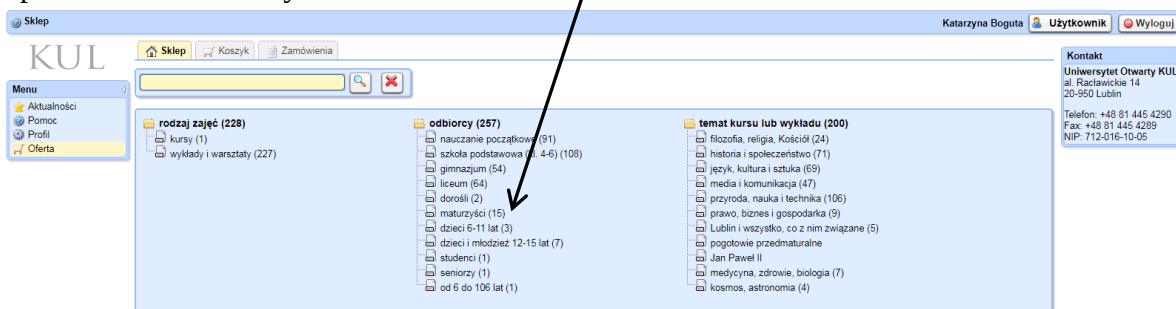 Sklep
Katarzyna Boguta Użytkownik Wyloguj
KUL
Sklep Koszyk Zamówienia
Menu
Aktualności
Pomoc
Profil
Oferta
rodzaj zajęć (228)
kursy (1)
wykłady i warsztaty (227)
odbiorcy (257)
nauczanie początkowe (91)
szkoła podstawowa (kl. 4-6) (108)
gimnazjum (54)
liceum (64)
dorośli (2)
maturzyści (15)
dzieci 6-11 lat (3)
dzieci i młodzież 12-15 lat (7)
studenci (1)
seniorzy (1)
od 6 do 106 lat (1)
temat kursu lub wykładu (200)
filozofia, religia, Kościół (24)
historia i społeczeństwo (71)
język, kultura i sztuka (69)
media i komunikacja (47)
przyroda, nauka i technika (106)
prawo, biznes i gospodarka (9)
Lublin i wszystko, co z nim związane (5)
pogotowie przedmaturalne
Jan Paweł II
medycyna, zdrowie, biologia (7)
kosmos, astronomia (4)
Kontakt
Uniwersytet Otwarty KUL
al. Racławickie 14
20-950 Lublin
Telefon: +48 81 445 4290
Fax: +48 81 445 4289
NIP: 712-016-10-05